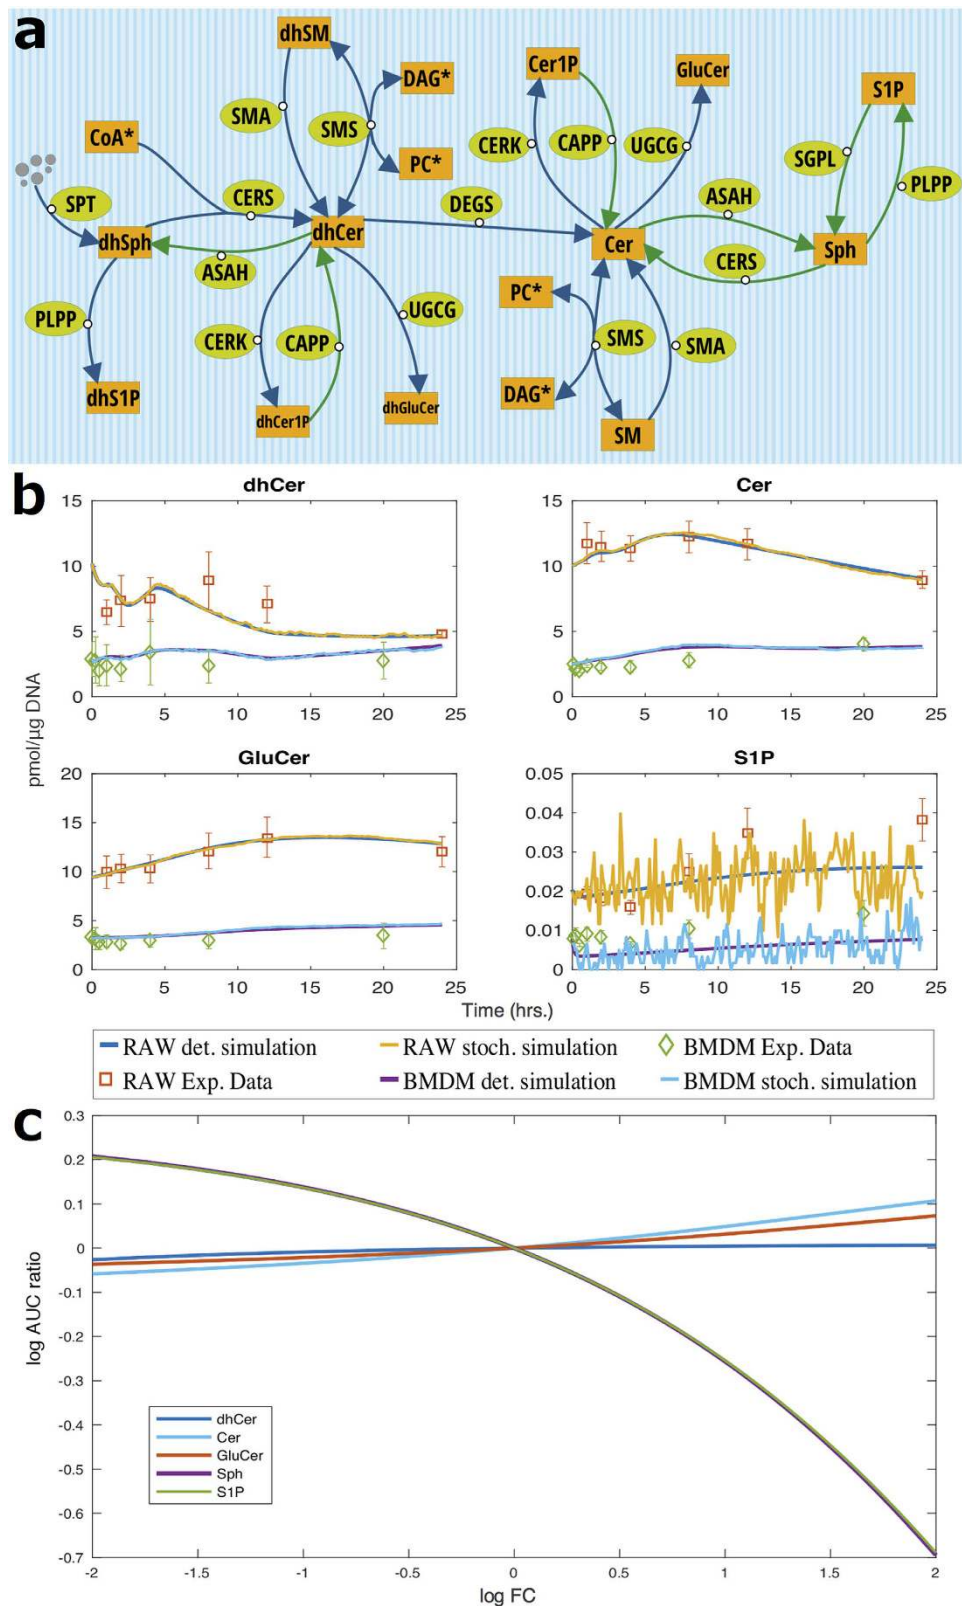 a
dhSM
DAG*
Cer1P
GluCer
S1P
CoA*
SMA
SMS
CERK
CAPP
UGCG
SGPL
PC*
ASAH
PLPP
SPT
CERS
DEGS
dhSph
dhCer
Cer
Sph
ASAH
CERS
PC*
PLPP
CERK
CAPP
UGCG
SMS
SMA
DAG*
dhS1P
dhCer1P
dhGluCer
SM
b
dhCer
Cer
15
10
5
0
0 5 10 15 20 25
15
10
5
0
0 5 10 15 20 25
pmol/µg DNA
GluCer
S1P
20
15
10
5
0
0 5 10 15 20 25
0.05
0.04
0.03
0.02
0.01
0
0 5 10 15 20 25
Time (hrs.)
RAW det. simulation RAW stoch. simulation BMDM Exp. Data
RAW Exp. Data BMDM det. simulation BMDM stoch. simulation
c
0.3
0.2
0.1
0
-0.1
-0.2
-0.3
-0.4
-0.5
-0.6
-0.7
log AUC ratio
dhCer
Cer
GluCer
Sph
S1P
-2 -1.5 -1 -0.5 0 0.5 1 1.5 2
log FC